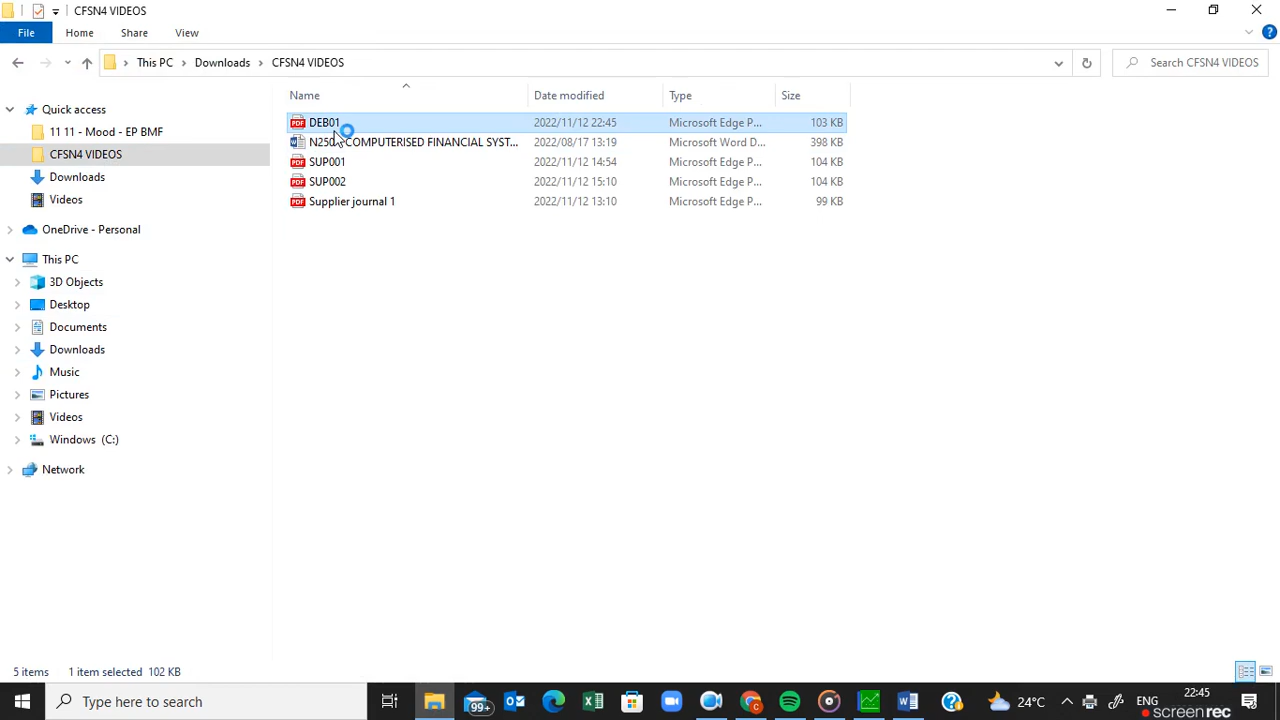 CFSN4 VIDEOS
File Home Share View
This PC Downloads CFSN4 VIDEOS
Search CFSN4 VIDEOS
Name Date modified Type Size
Quick access
11 11 - Mood - EP BMF
CFSN4 VIDEOS
Downloads
Videos
OneDrive - Personal
This PC
3D Objects
Desktop
Documents
Downloads
Music
Pictures
Videos
Windows (C:)
Network
DEB01 2022/11/12 22:45 Microsoft Edge P... 103 KB
COMPUTERISED FINANCIAL SYST... 2022/08/17 13:19 Microsoft Word D... 398 KB
SUP001 2022/11/12 14:54 Microsoft Edge P... 104 KB
SUP002 2022/11/12 15:10 Microsoft Edge P... 104 KB
Supplier journal 1 2022/11/12 13:10 Microsoft Edge P... 99 KB
5 items 1 item selected 102 KB
Type here to search
99+
24°C
ENG
22:45
screenrec